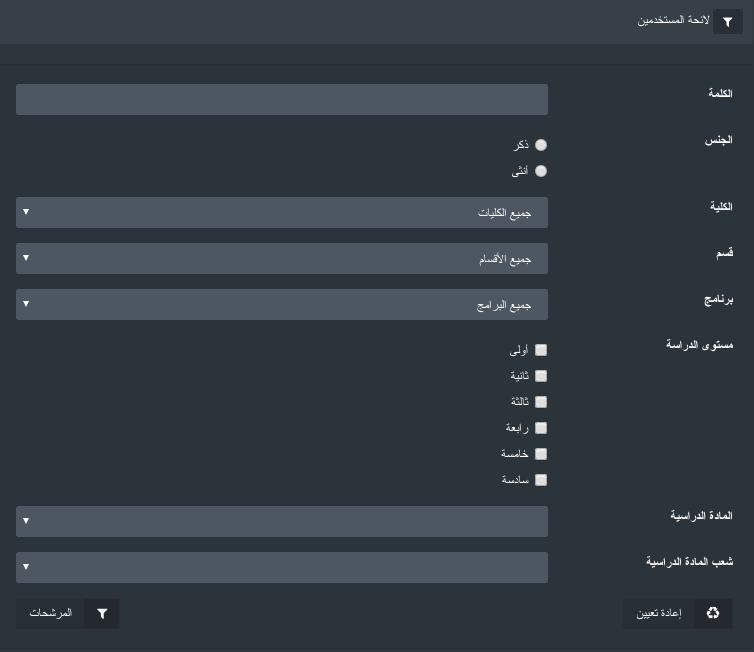 لائحة المستخدمين
الكلمة
الجنس
ذكر
أنثى
الكلية
جميع الكليات
قسم
جميع الأقسام
برنامج
جميع البرامج
مستوى الدراسة
أولى
ثانية
ثالثة
رابعة
خامسة
سادسة
المادة الدراسية
شعب المادة الدراسية
إعادة تعيين
المرشحات